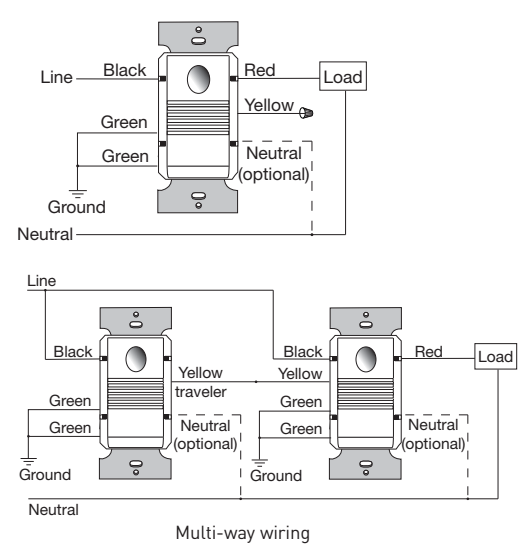 Line
Black
Red
Load
Yellow
Green
Green
Neutral
(optional)
Ground
Neutral
Line
Black
Yellow
traveler
Black
Yellow
Red
Load
Green
Green
Neutral
(optional)
Green
Green
Neutral
(optional)
Ground
Ground
Neutral
Multi-way wiring